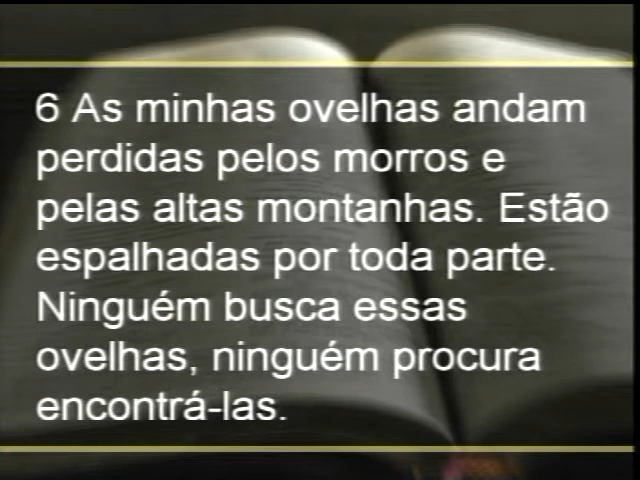 6 As minhas ovelhas andam
perdidas pelos morros e
pelas altas montanhas. Estão
espalhadas por toda parte.
Ninguém busca essas
ovelhas, ninguém procura
encontrá-las.